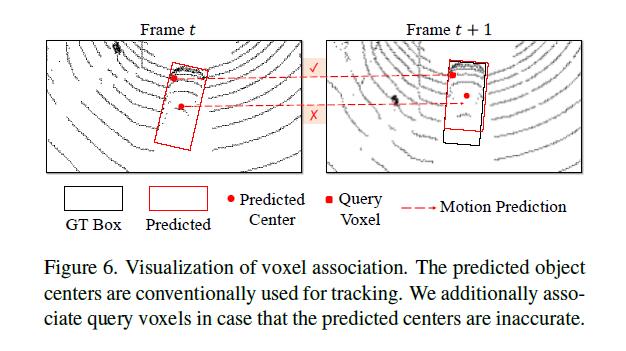 Frame t
Frame t + 1
✓
✗
GT Box
Predicted
Predicted Center
Query Voxel
Motion Prediction
Figure 6. Visualization of voxel association. The predicted object
centers are conventionally used for tracking. We additionally asso-
ciate query voxels in case that the predicted centers are inaccurate.